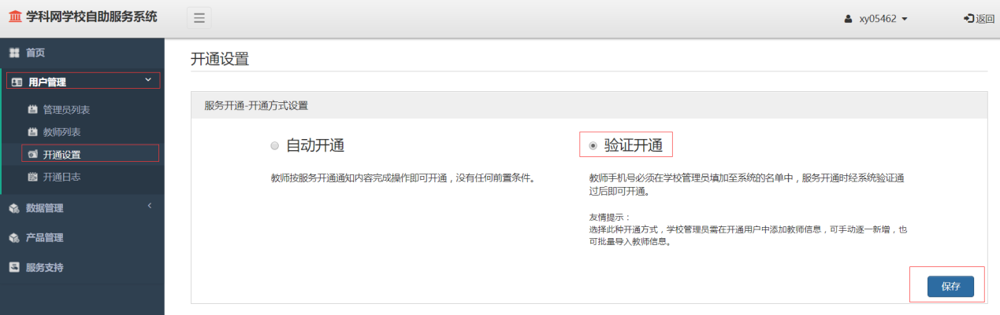 学科网学校自助服务系统
xy05462
返回
首页
用户管理
管理员列表
教师列表
开通设置
开通日志
数据管理
产品管理
服务支持
开通设置
服务开通-开通方式设置
自动开通
教师按服务开通通知内容完成操作即可开通，没有任何前置条件。
验证开通
教师手机号必须在学校管理员填加至系统的名单中，服务开通时经系统验证通
过后即可开通。
友情提示：
选择此种开通方式，学校管理员需在开通用户中添加教师信息，可手动逐一新增，也
可批量导入教师信息。
保存